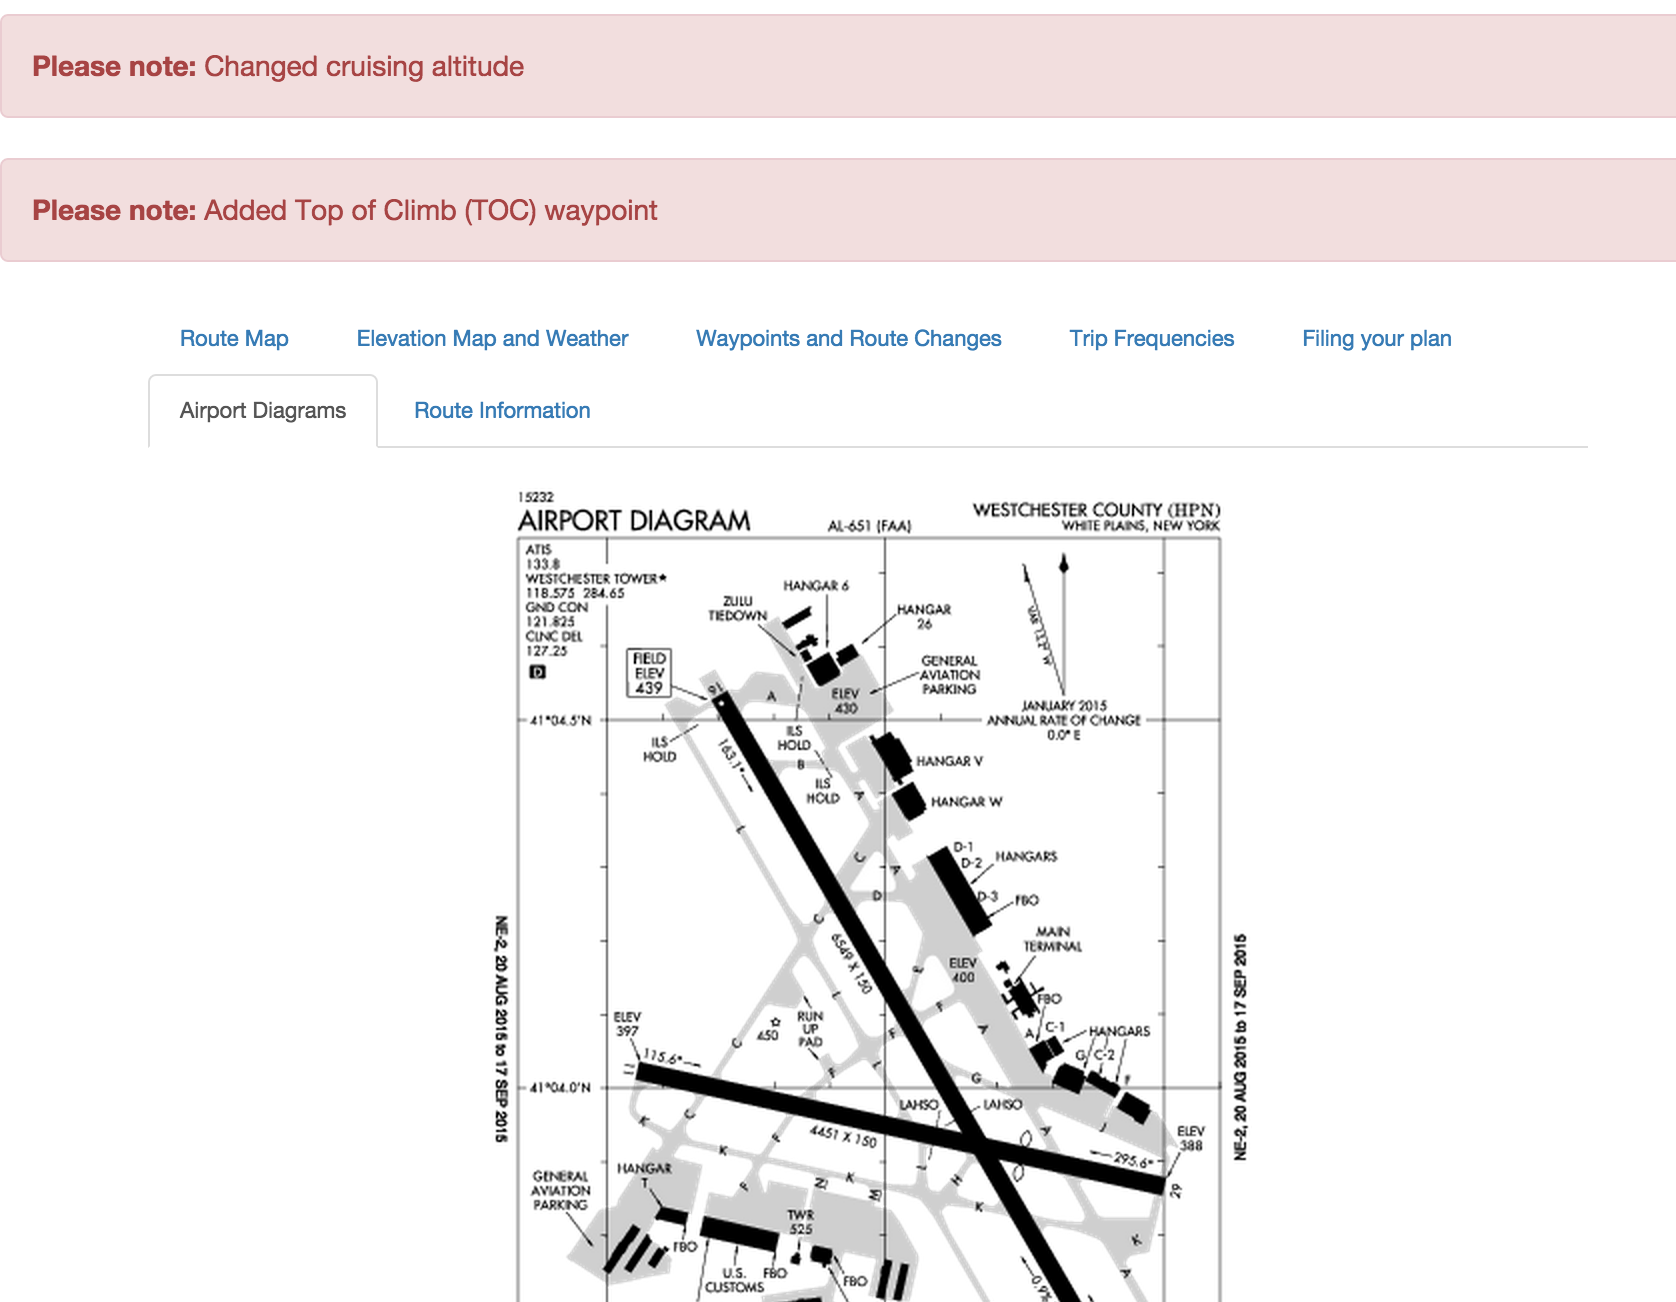 Please note: Changed cruising altitude
Please note: Added Top of Climb (TOC) waypoint
Route Map
Elevation Map and Weather
Waypoints and Route Changes
Trip Frequencies
Filing your plan
Airport Diagrams
Route Information
15232
AIRPORT DIAGRAM
AL-651 (FAA)
WESTCHESTER COUNTY (HPN)
WHITE PLAINS, NEW YORK
ATIS
133.8
WESTCHESTER TOWER★
118.575 284.65
GND CON
121.825
CLNC DEL
127.25
D
FIELD
ELEV
439
ZULU
TIEDOWN
HANGAR 6
HANGAR
26
GENERAL
AVIATION
PARKING
ELEV
430
VAR 13.1° W
JANUARY 2015
ANNUAL RATE OF CHANGE
0.0° E
16
A
41°04.5'N
ILS
HOLD
163.1°
ILS
HOLD
B
ILS
HOLD
A
HANGAR V
HANGAR W
L
C
A
D
D-1
D-2
HANGARS
D-3
FBO
C
6549 X 150
MAIN
TERMINAL
ELEV
400
E
F
A
L
FBO
ELEV
397
450
RUN
UP
PAD
C
F
A
C-1
HANGARS
G
C-2
F
115.6°
11
F
L
G
41°04.0'N
LAHSO
LAHSO
K
C
F
4451 X 150
A
J
ELEV
388
295.6°
29
K
K
F
N
M
L
H
K
K
A
GENERAL
AVIATION
PARKING
HANGAR
T
TWR
525
FBO
U.S.
CUSTOMS
FBO
FBO
0.9%
NE-2, 20 AUG 2015 to 17 SEP 2015
NE-2, 20 AUG 2015 to 17 SEP 2015